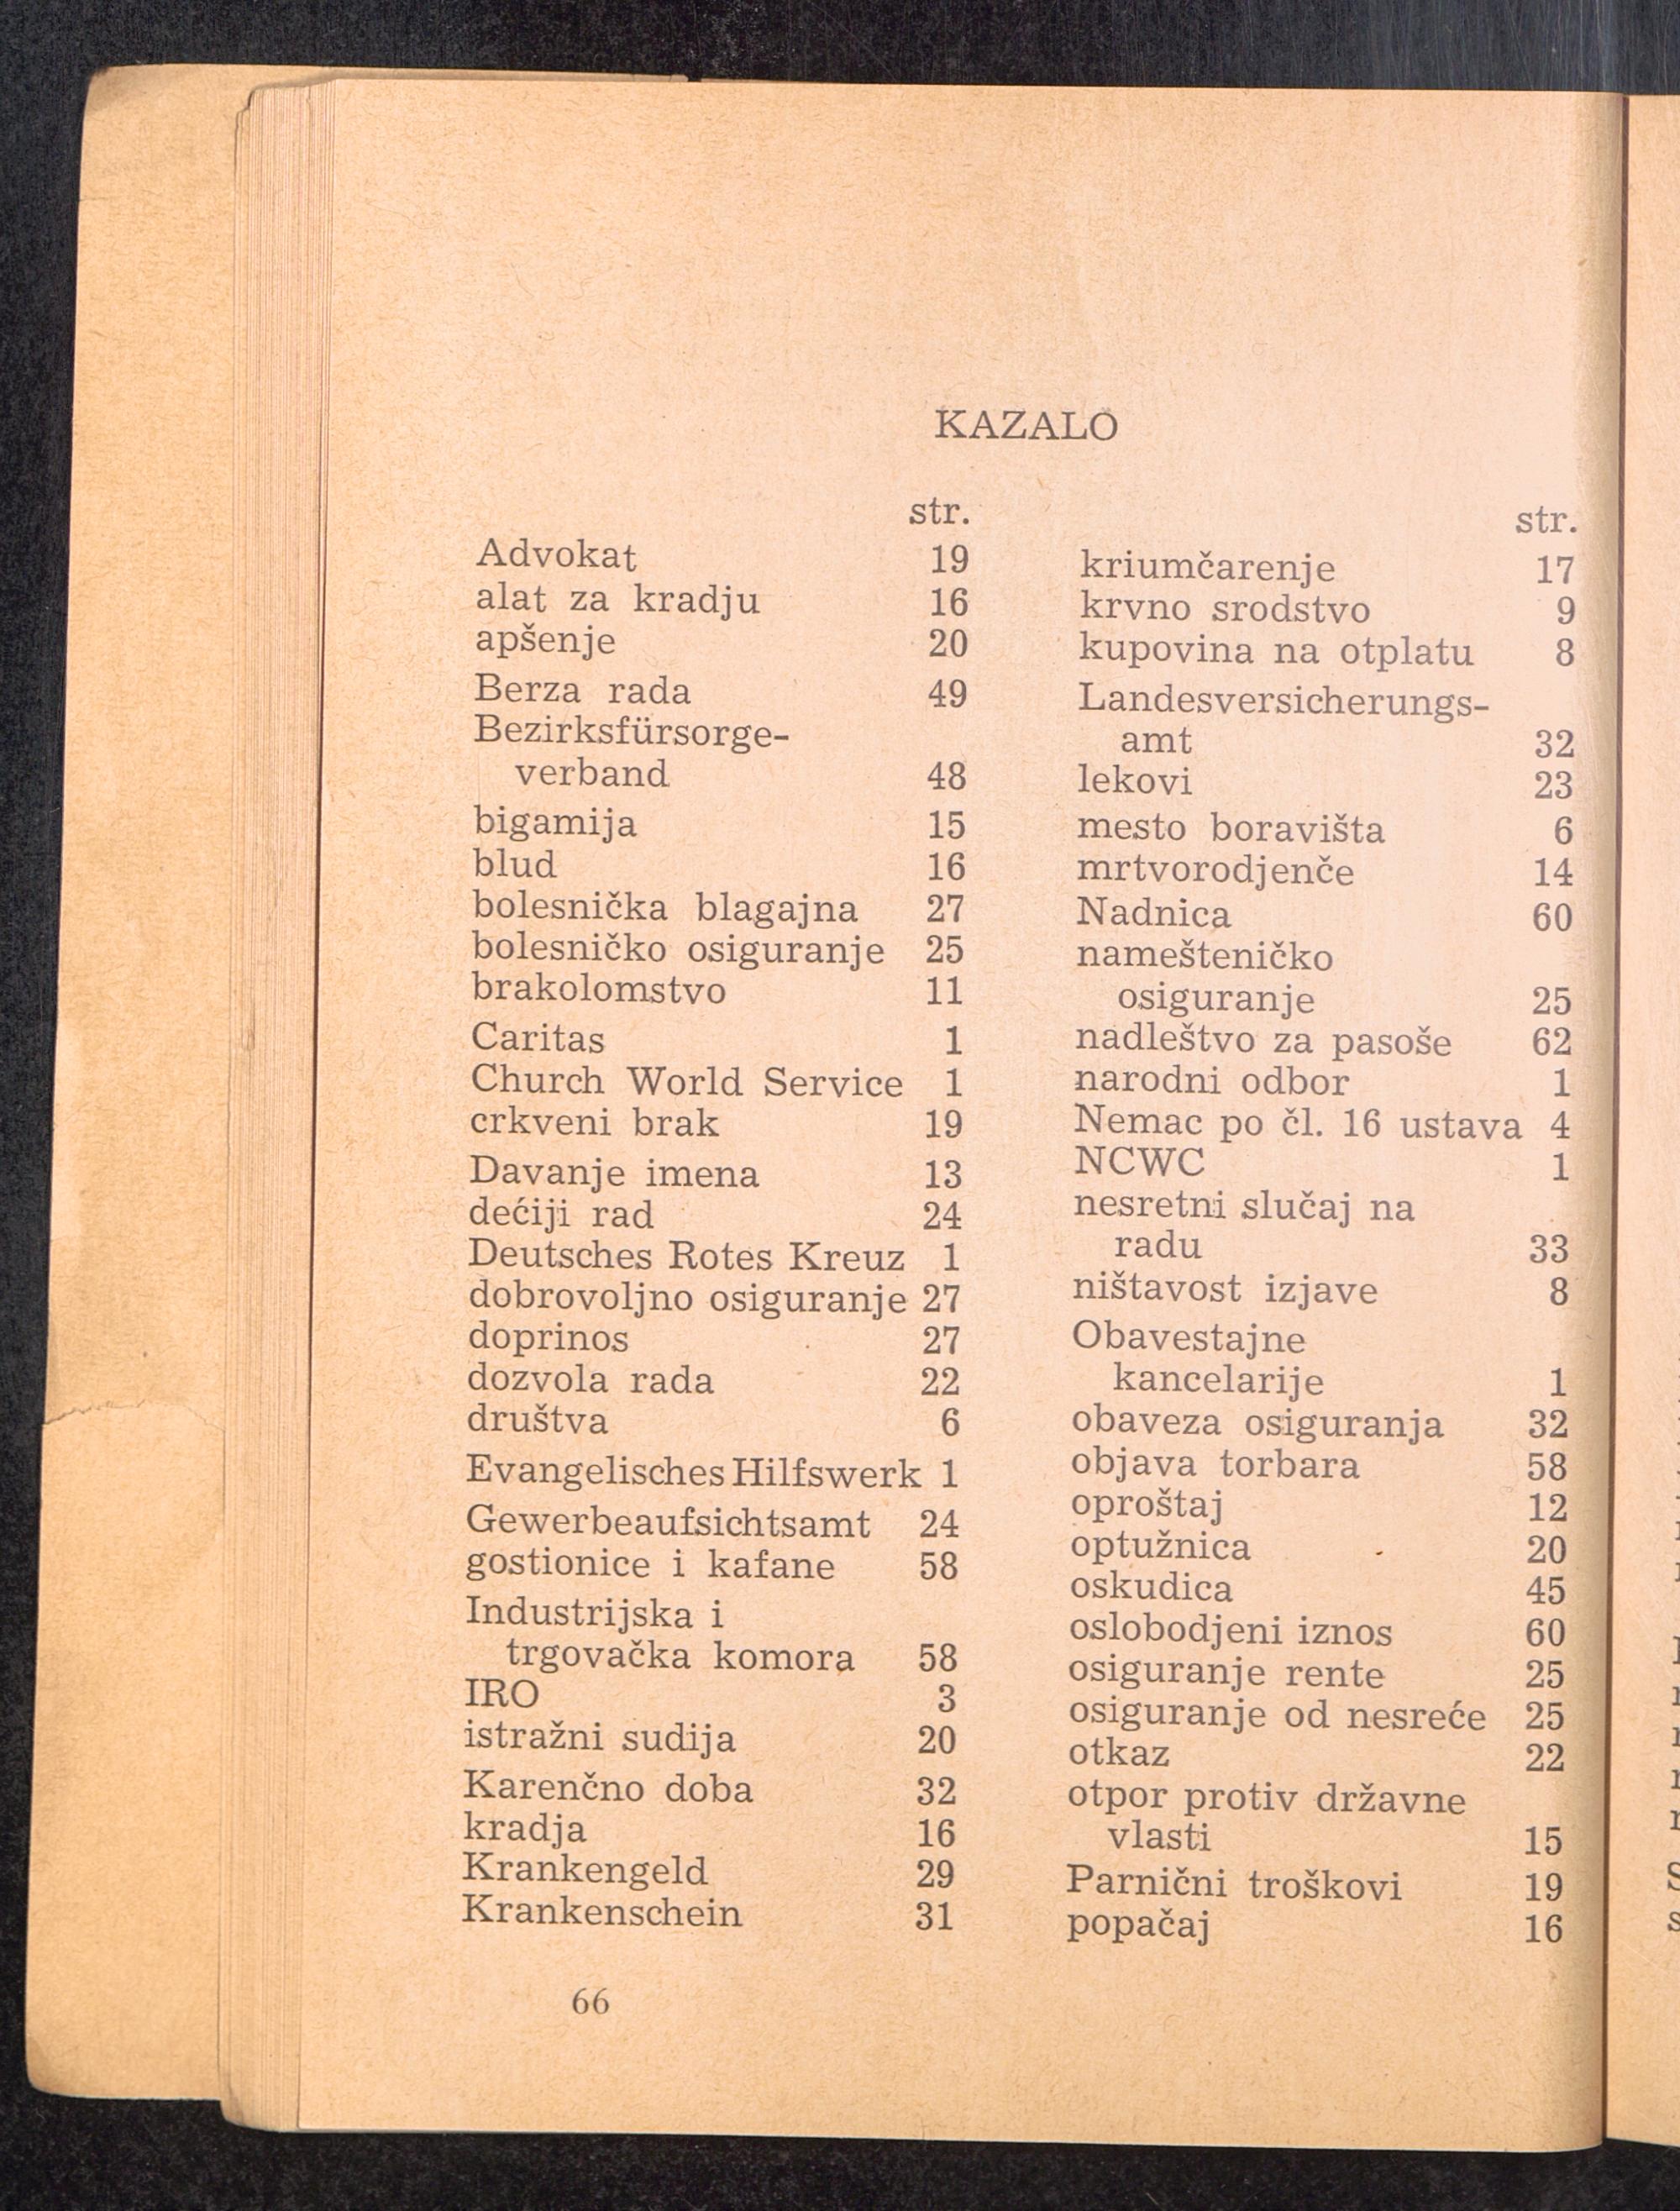 KAZALO
str.
Advokat 19
alat za kradju 16
apšenje 20
Berza rada 49
Bezirksfürsorge-
verband 48
bigamija 15
blud 16
bolesnička blagajna 27
bolesničko osiguranje 25
brakolomstvo 11
Caritas 1
Church World Service 1
crkveni brak 19
Davanje imena 13
dećiji rad 24
Deutsches Rotes Kreuz 1
dobrovoljno osiguranje 27
doprinos 27
dozvola rada 22
društva 6
Evangelisches Hilfswerk 1
Gewerbeaufsichtsamt 24
gostionice i kafane 58
Industrijska i
trgovačka komora 58
IRO 3
istražni sudija 20
Karenčno doba 32
kradja 16
Krankengeld 29
Krankenschein 31
str.
kriumčarenje 17
krvno srodstvo 9
kupovina na otplatu 8
Landesversicherungs-
amt 32
lekovi 23
mesto boravišta 6
mrtvorodjenče 14
Nadnica 60
namešteničko
osiguranje 25
nadleštvo za pasoše 62
narodni odbor 1
Nemac po čl. 16 ustava 4
NCWC 1
nesretni slučaj na
radu 33
ništavost izjave 8
Obavestajne
kancelarije 1
obaveza osiguranja 32
objava torbara 58
oproštaj 12
optužnica 20
oskudica 45
oslobodjeni iznos 60
osiguranje rente 25
osiguranje od nesreće 25
otkaz 22
otpor protiv državne
vlasti 15
Parnični troškovi 19
popačaj 16
66